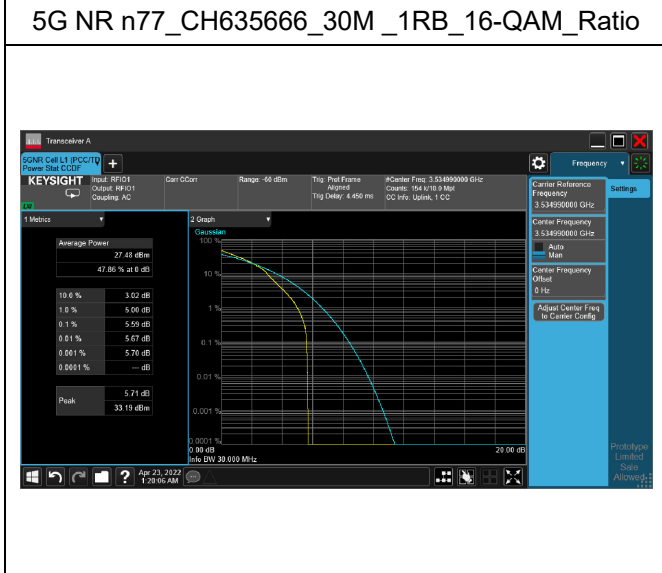 5G NR n77_CH635666_30M _1RB_16-QAM_Ratio
Transceiver A
5GNR Cell L1 (PCC/TD
Power Stat CCDF
Frequency
KEYSIGHT
Input: RFIO1
Output: RFIO1
Coupling: AC
Corr CCorr
Range: -60 dBm
Trig: Prot Frame
Aligned
Trig Delay: 4.450 ms
#Center Freq: 3.534990000 GHz
Counts: 154 k/10.0 Mpt
CC Info: Uplink, 1 CC
Carrier Reference
Frequency
3.534990000 GHz
Settings
Center Frequency
3.534990000 GHz
Auto
Man
Center Frequency
Offset
0 Hz
Adjust Center Freq
to Carrier Config
1 Metrics
Average Power
27.48 dBm
47.86 % at 0 dB
10.0 % 3.02 dB
1.0 % 5.00 dB
0.1 % 5.59 dB
0.01 % 5.67 dB
0.001 % 5.70 dB
0.0001 % --- dB
Peak
5.71 dB
33.19 dBm
2 Graph
Gaussian
100 %
10 %
1 %
0.1 %
0.01 %
0.001 %
0.0001 %
0.00 dB
20.00 dB
Info BW 30.000 MHz
Apr 23, 2022
1:20:06 AM
Prototype
Limited
Sale
Allowed